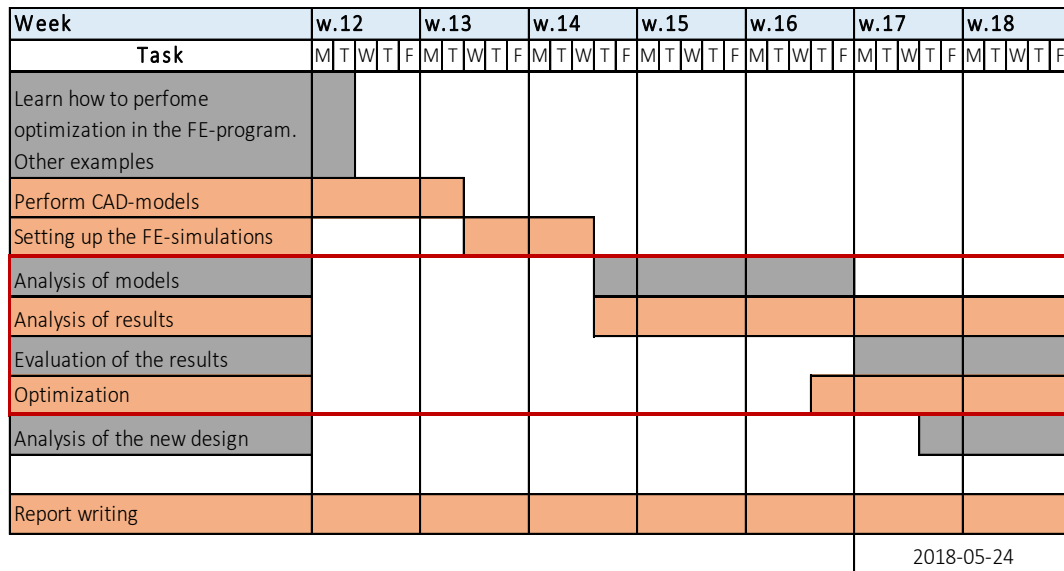 Week w.12 w.13 w.14 w.15 w.16 w.17 w.18
Task M T W T F M T W T F M T W T F M T W T F M T W T F M T W T F M T W T F
Learn how to perfome
optimization in the FE-program.
Other examples
Perform CAD-models
Setting up the FE-simulations
Analysis of models
Analysis of results
Evaluation of the results
Optimization
Analysis of the new design
Report writing
2018-05-24